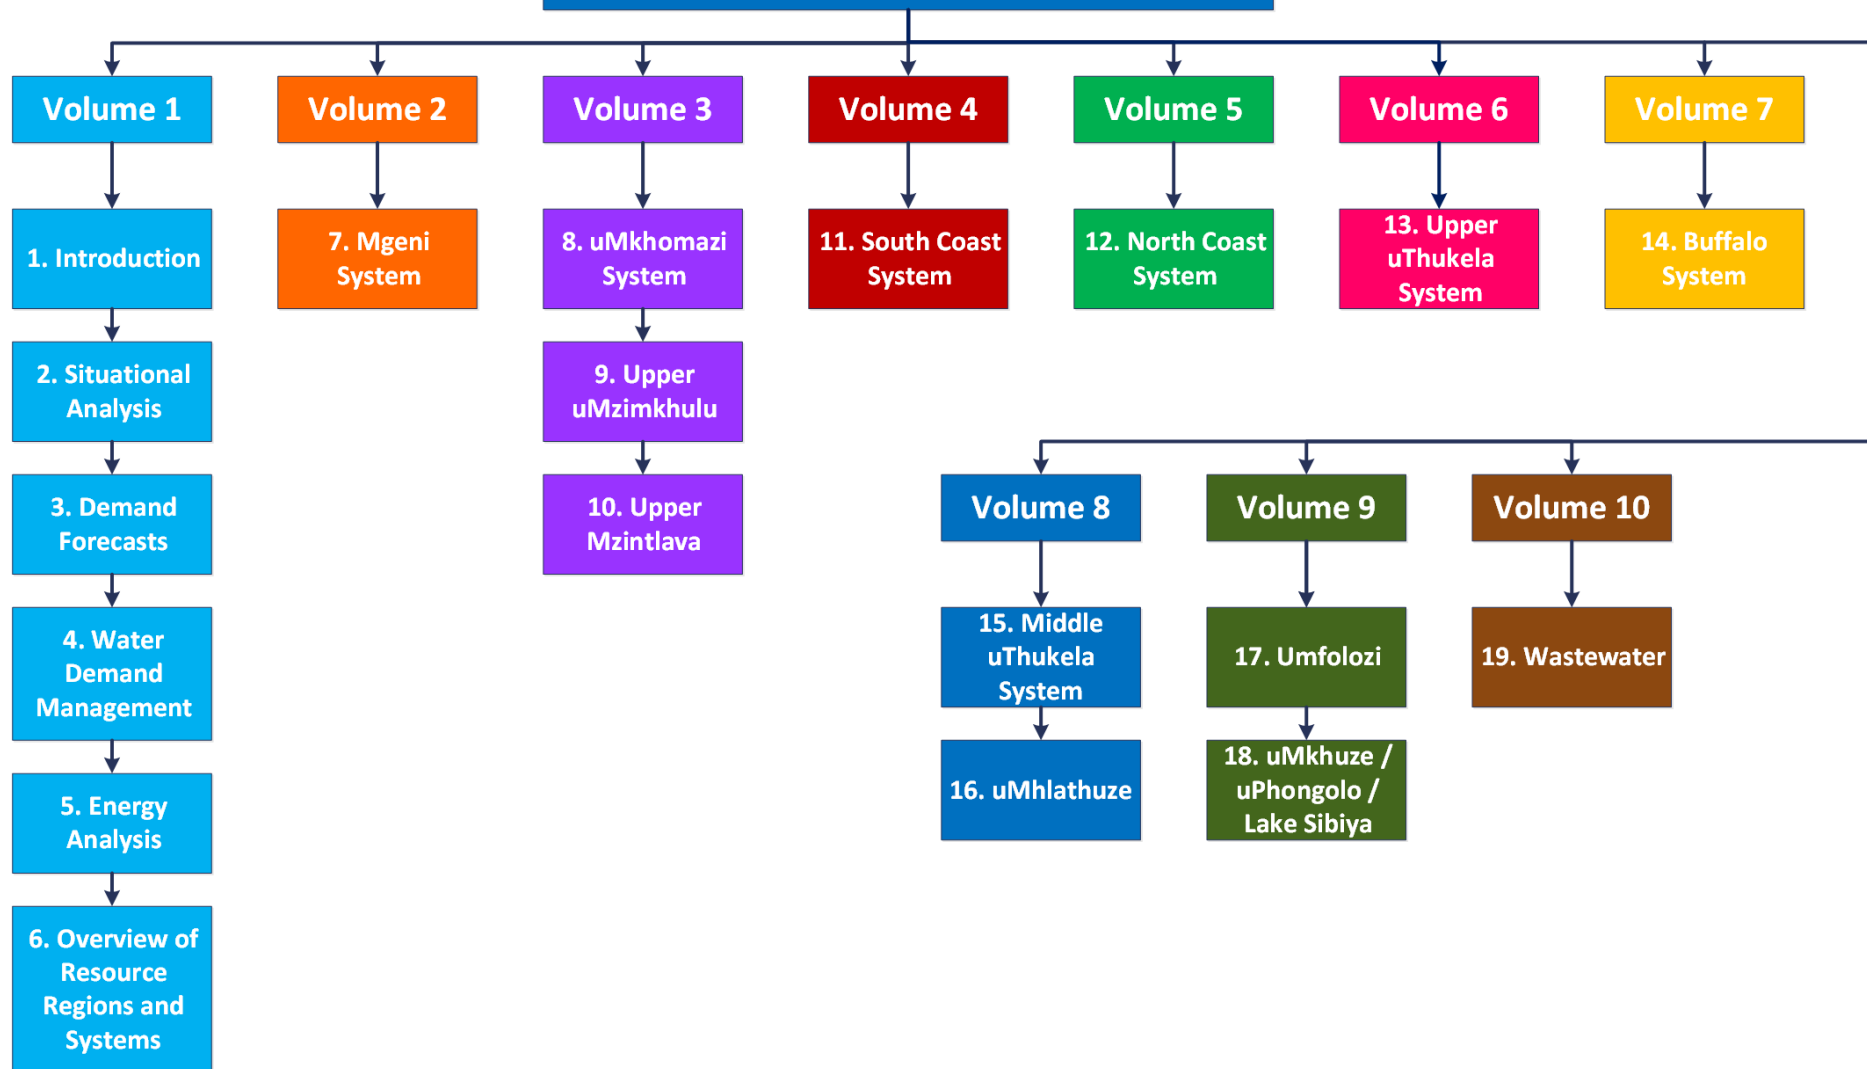 Volume 1
Volume 2
Volume 3
Volume 4
Volume 5
Volume 6
Volume 7
1. Introduction
7. Mgeni
System
8. uMkhomazi
System
11. South Coast
System
12. North Coast
System
13. Upper
uThukela
System
14. Buffalo
System
2. Situational
Analysis
9. Upper
uMzimkhulu
3. Demand
Forecasts
10. Upper
Mzintlava
Volume 8
Volume 9
Volume 10
4. Water
Demand
Management
15. Middle
uThukela
System
17. Umfolozi
19. Wastewater
5. Energy
Analysis
16. uMhlathuze
18. uMkhuze /
uPhongolo /
Lake Sibiya
6. Overview of
Resource
Regions and
Systems